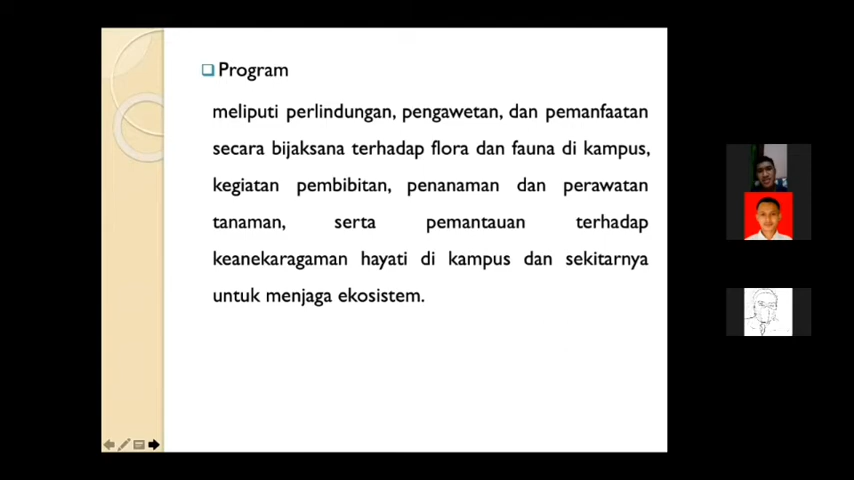 Program
meliputi perlindungan, pengawetan, dan pemanfaatan
secara bijaksana terhadap flora dan fauna di kampus,
kegiatan pembibitan, penanaman dan perawatan
tanaman, serta pemantauan terhadap
keanekaragaman hayati di kampus dan sekitarnya
untuk menjaga ekosistem.